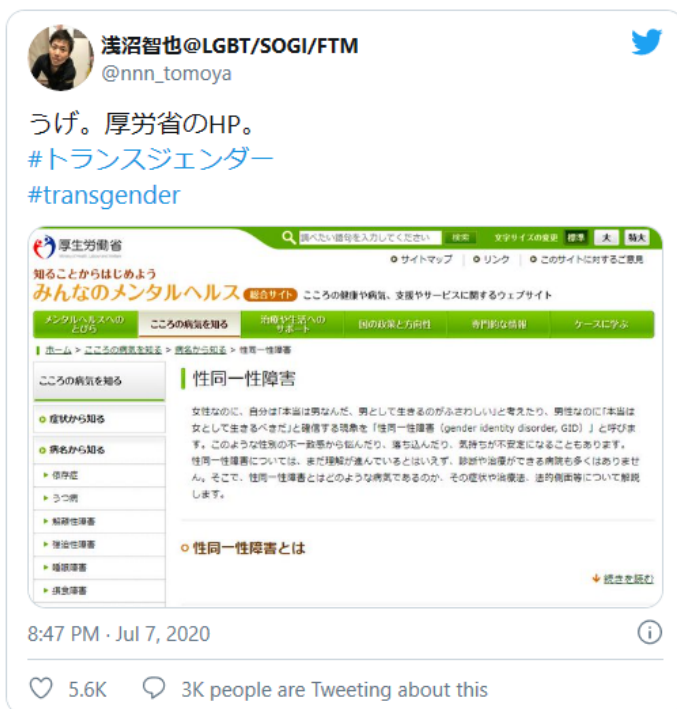 浅沼智也@LGBT/SOGI/FTM
@nnn_tomoya
うげ。厚労省のHP。
#トランスジェンダー
#transgender
厚生労働省
調べたい語句を入力してください
検索
文字サイズの変更 標準 大 特大
サイトマップ
リンク
このサイトに対するご意見
知ることからはじめよう
みんなのメンタルヘルス 総合サイト こころの健康や病気、支援やサービスに関するウェブサイト
メンタルヘルスへの
とびら
こころの病気を知る
治療や生活への
サポート
国の政策と方向性
専門的な情報
ケースに学ぶ
ホーム > こころの病気を知る > 病名から知る > 性同一性障害
こころの病気を知る
症状から知る
病名から知る
依存症
うつ病
解離性障害
強迫性障害
睡眠障害
摂食障害
性同一性障害
女性なのに、自分は「本当は男なんだ、男として生きるのがふさわしい」と考えたり、男性なのに「本当は
女として生きるべきだ」と確信する現象を「性同一性障害（gender identity disorder, GID）」と呼びま
す。このような性別の不一致感から悩んだり、落ち込んだり、気持ちが不安定になることもあります。
性同一性障害については、まだ理解が進んでいるとはいえず、診断や治療ができる病院も多くはありませ
ん。そこで、性同一性障害とはどのような病気であるのか、その症状や治療法、法的側面等について解説
します。
性同一性障害とは
続きを読む
8:47 PM · Jul 7, 2020
5.6K
3K people are Tweeting about this